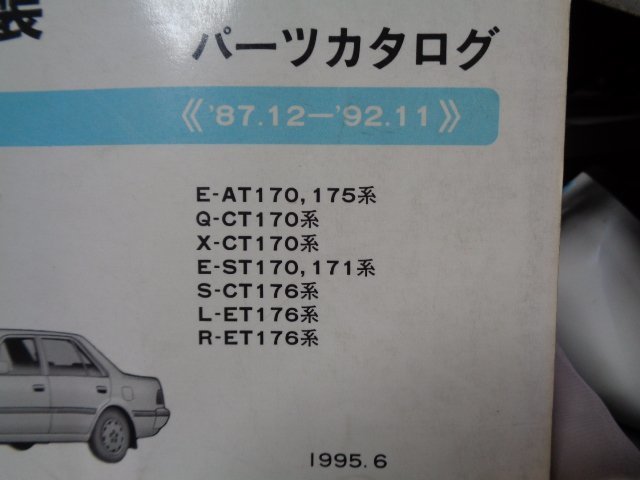 装
パーツカタログ
《'87.12－'92.11》
E-AT170, 175系
Q-CT170系
X-CT170系
E-ST170, 171系
S-CT176系
L-ET176系
R-ET176系
1995.6